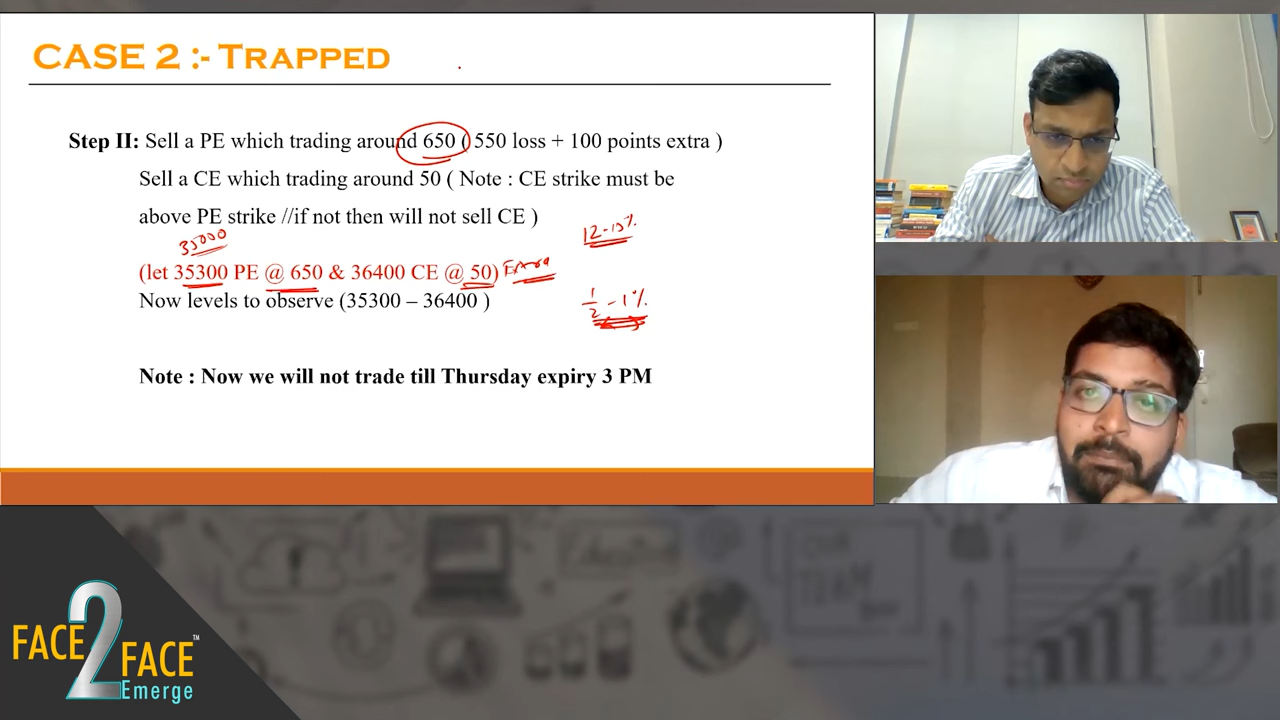 CASE 2 :- TRAPPED
Step II: Sell a PE which trading around 650 ( 550 loss + 100 points extra )
Sell a CE which trading around 50 ( Note : CE strike must be
above PE strike //if not then will not sell CE )
35000
12-15%
(let 35300 PE @ 650 & 36400 CE @ 50) Extra
Now levels to observe (35300 – 36400 )
1/2 - 1%
Note : Now we will not trade till Thursday expiry 3 PM
FACE 2 FACE™
Emerge